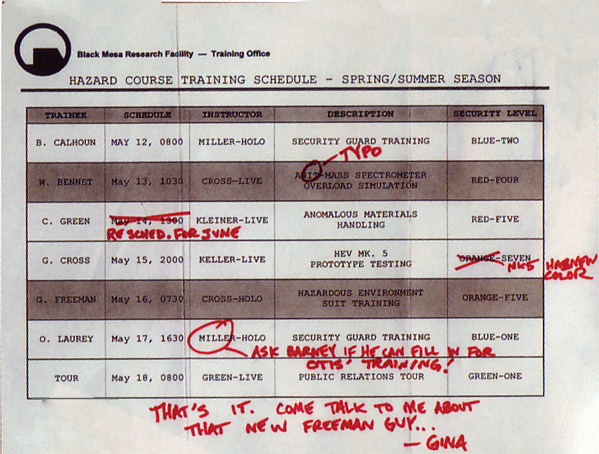 Black Mesa Research Facility — Training Office
HAZARD COURSE TRAINING SCHEDULE - SPRING/SUMMER SEASON
TRAINEE SCHEDULE INSTRUCTOR DESCRIPTION SECURITY LEVEL
B. CALHOUN MAY 12, 0800 MILLER-HOLO SECURITY GUARD TRAINING BLUE-TWO
TYPO
W. BENNET May 13, 1030 CROSS-LIVE ANIT-MASS SPECTROMETER RED-FOUR
OVERLOAD SIMULATION
C. GREEN May 14, 1300 KLEINER-LIVE ANOMALOUS MATERIALS RED-FIVE
HANDLING
RESCHED. FOR JUNE
G. CROSS May 15, 2000 KELLER-LIVE HEV MK. 5 ORANGE-SEVEN
PROTOTYPE TESTING
MK5 HAS NEW
COLOR
G. FREEMAN May 16, 0730 CROSS-HOLO HAZARDOUS ENVIRONMENT ORANGE-FIVE
SUIT TRAINING
O. LAUREY May 17, 1630 MILLER-HOLO SECURITY GUARD TRAINING BLUE-ONE
ASK BARNEY IF HE CAN FILL IN FOR
OTIS' TRAINING!
TOUR May 18, 0800 GREEN-LIVE PUBLIC RELATIONS TOUR GREEN-ONE
THAT'S IT. COME TALK TO ME ABOUT
THAT NEW FREEMAN GUY...
— GINA